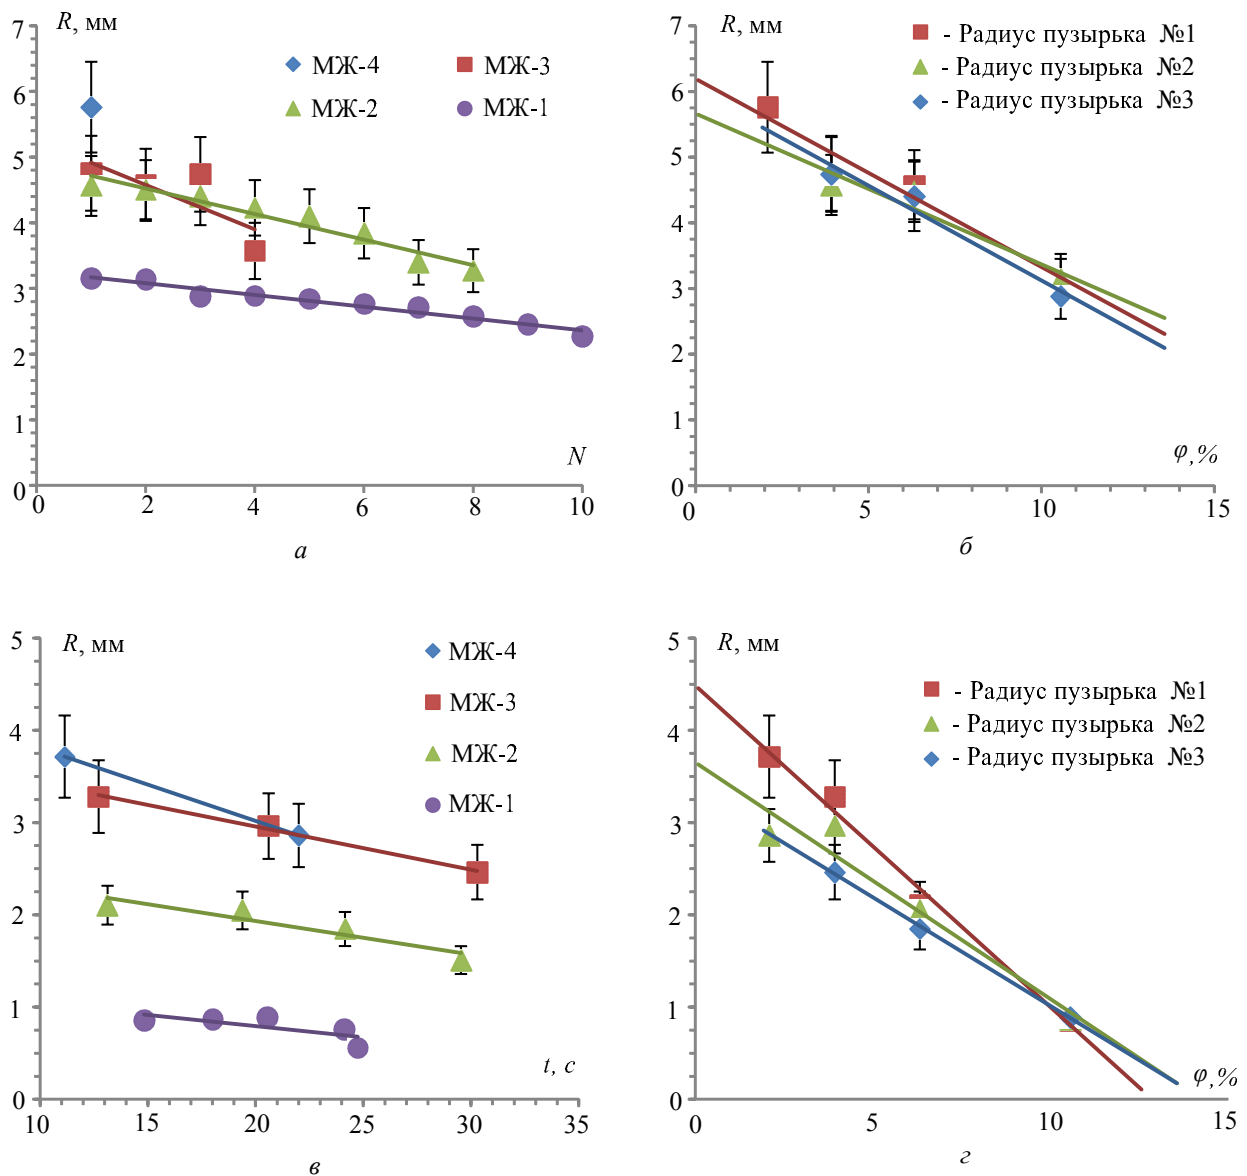 R, мм
7
6
5
4
3
2
1
0
МЖ-4
МЖ-3
МЖ-2
МЖ-1
N
0 2 4 6 8 10
а
R, мм
7
6
5
4
3
2
1
0
- Радиус пузырька №1
- Радиус пузырька №2
- Радиус пузырька №3
φ,%
0 5 10 15
б
R, мм
5
4
3
2
1
0
МЖ-4
МЖ-3
МЖ-2
МЖ-1
t, с
10 15 20 25 30 35
в
R, мм
5
4
3
2
1
0
- Радиус пузырька №1
- Радиус пузырька №2
- Радиус пузырька №3
φ,%
0 5 10 15
г